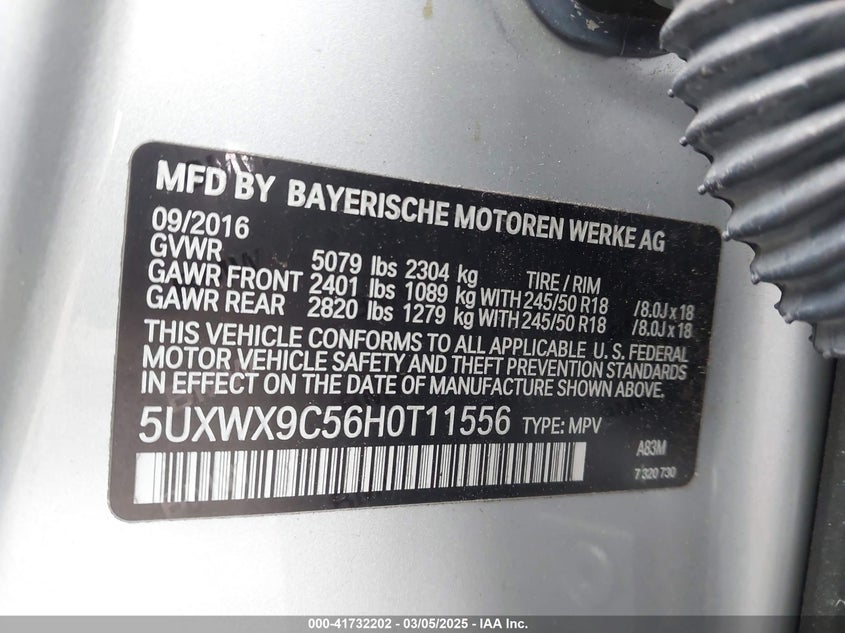 MFD BY BAYERISCHE MOTOREN WERKE AG
09/2016
GVWR 5079 lbs 2304 kg TIRE / RIM
GAWR FRONT 2401 lbs 1089 kg WITH 245/50 R18 /8.0J x 18
GAWR REAR 2820 lbs 1279 kg WITH 245/50 R18 /8.0J x 18
THIS VEHICLE CONFORMS TO ALL APPLICABLE U. S. FEDERAL
MOTOR VEHICLE SAFETY AND THEFT PREVENTION STANDARDS
IN EFFECT ON THE DATE OF MANUFACTURE SHOWN ABOVE.
5UXWX9C56H0T11556 TYPE: MPV
A83M
7 320 730
000-41732202 - 03/05/2025 - IAA Inc.